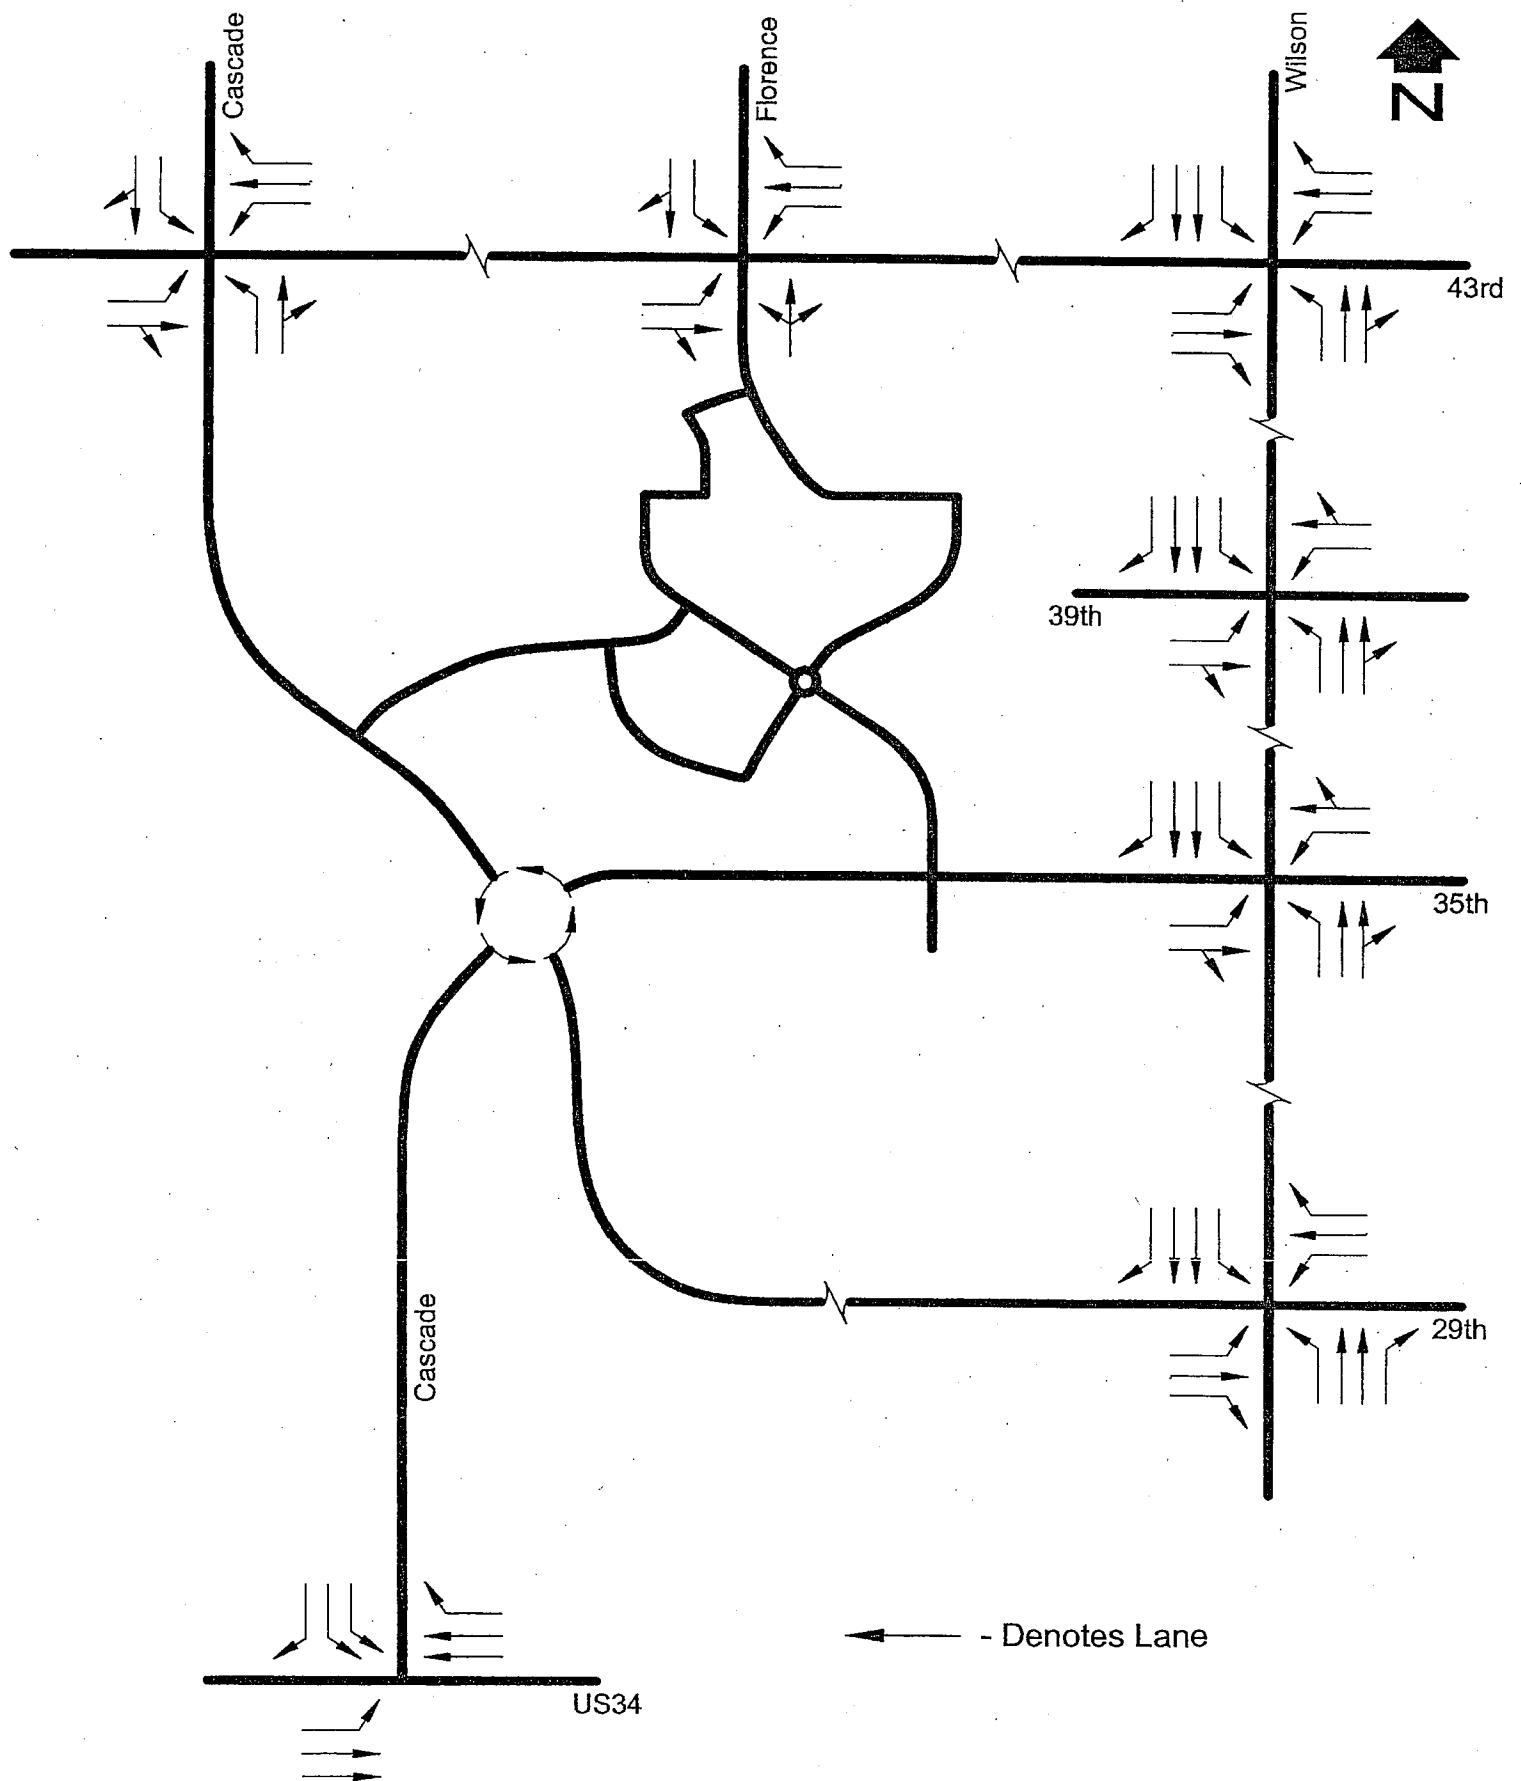 Cascade
Florence
Wilson
N
43rd
39th
35th
29th
Cascade
- Denotes Lane
US34